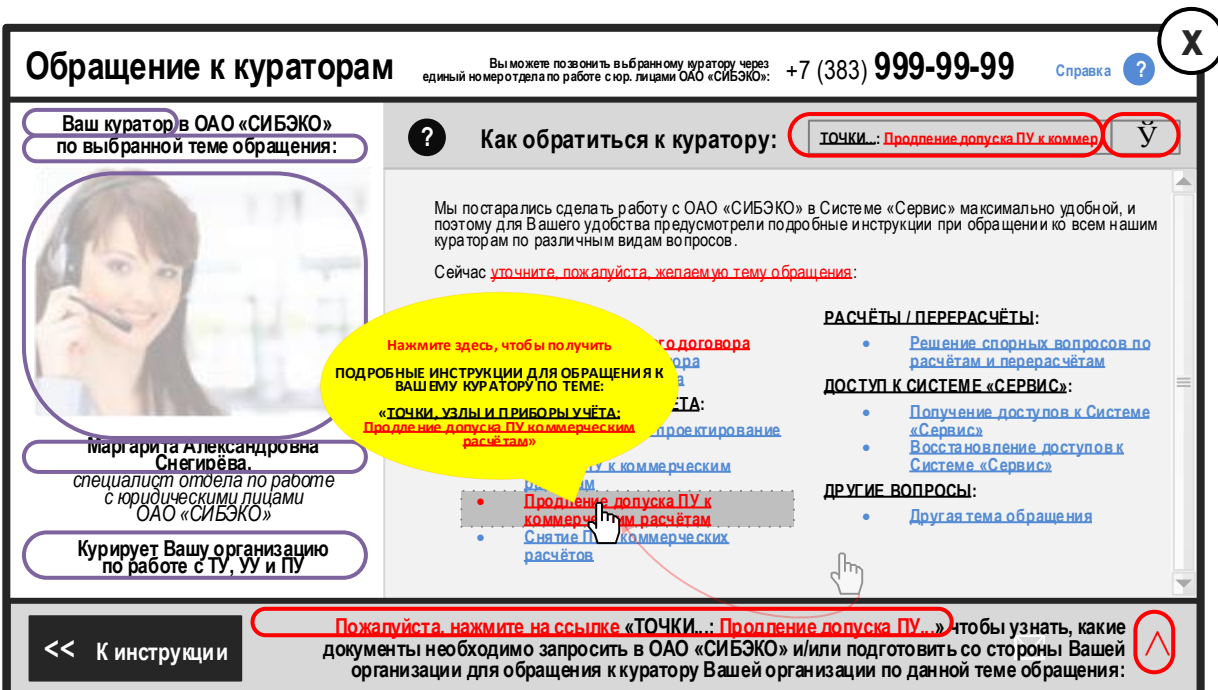 X
Обращение к кураторам
Вы можете позвонить выбранному куратору через
единый номер отдела по работе с юр. лицами ОАО «СИБЭКО»:
+7 (383) 999-99-99
Справка ?
Ваш куратор в ОАО «СИБЭКО»
по выбранной теме обращения:
Маргарита Александровна
Снегирёва,
специалист отдела по работе
с юридическими лицами
ОАО «СИБЭКО»
Курирует Вашу организацию
по работе с ТУ, УУ и ПУ
? Как обратиться к куратору:
ТОЧКИ...: Продление допуска ПУ к коммер
Ў
Мы постарались сделать работу с ОАО «СИБЭКО» в Системе «Сервис» максимально удобной, и
поэтому для Вашего удобства предусмотрели подробные инструкции при обращении ко всем нашим
кураторам по различным видам вопросов.
Сейчас уточните, пожалуйста, желаемую тему обращения:
Нажмите здесь, чтобы получить
ПОДРОБНЫЕ ИНСТРУКЦИИ ДЛЯ ОБРАЩЕНИЯ К
ВАШЕМУ КУРАТОРУ ПО ТЕМЕ:
«ТОЧКИ, УЗЛЫ И ПРИБОРЫ УЧЁТА:
Продление допуска ПУ коммерческим
расчётам»
договора
ЕТА:
проектирование
ПУ к коммерческим
• Продление допуска ПУ к
коммерческим расчётам
• Снятие ПУ коммерческих
расчётов
РАСЧЁТЫ / ПЕРЕРАСЧЁТЫ:
• Решение спорных вопросов по
расчётам и перерасчётам
ДОСТУП К СИСТЕМЕ «СЕРВИС»:
• Получение доступов к Системе
«Сервис»
• Восстановление доступов к
Системе «Сервис»
ДРУГИЕ ВОПРОСЫ:
• Другая тема обращения
<< К инструкции
Пожалуйста, нажмите на ссылке «ТОЧКИ...: Продление допуска ПУ...» чтобы узнать, какие
документы необходимо запросить в ОАО «СИБЭКО» и/или подготовить со стороны Вашей
организации для обращения к куратору Вашей организации по данной теме обращения: